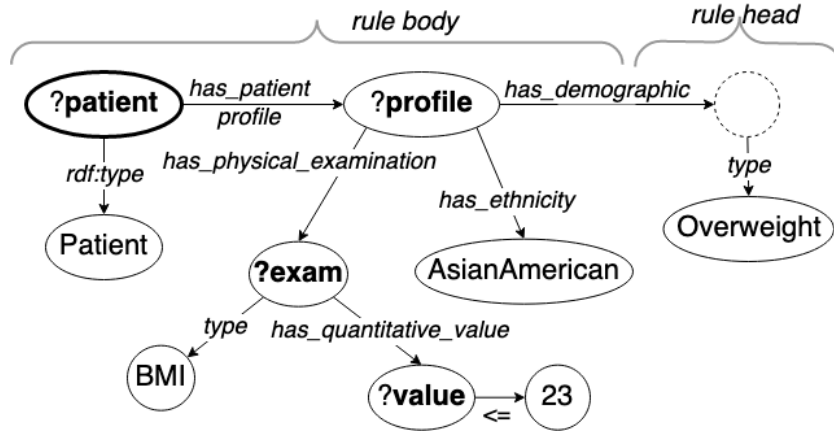 rule body
rule head
?patient
has_patient
profile
?profile
has_demographic
rdf:type
has_physical_examination
type
has_ethnicity
Patient
Overweight
?exam
AsianAmerican
type
has_quantitative_value
BMI
?value
<=
23